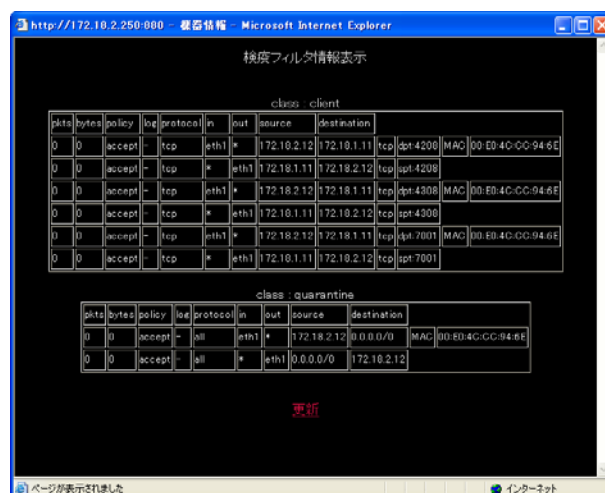 http://172.18.2.250:880 - 機器情報 - Microsoft Internet Explorer
検疫フィルタ情報表示
class : client
pkts bytes policy log protocol in out source destination
0 0 accept - tcp eth1 * 172.18.2.12 172.18.1.11 tcp dpt:4208 MAC 00:E0:4C:CC:94:6E
0 0 accept - tcp * eth1 172.18.1.11 172.18.2.12 tcp spt:4208
0 0 accept - tcp eth1 * 172.18.2.12 172.18.1.11 tcp dpt:4308 MAC 00:E0:4C:CC:94:6E
0 0 accept - tcp * eth1 172.18.1.11 172.18.2.12 tcp spt:4308
0 0 accept - tcp eth1 * 172.18.2.12 172.18.1.11 tcp dpt:7001 MAC 00:E0:4C:CC:94:6E
0 0 accept - tcp * eth1 172.18.1.11 172.18.2.12 tcp spt:7001
class : quarantine
pkts bytes policy log protocol in out source destination
0 0 accept - all eth1 * 172.18.2.12 0.0.0.0/0 MAC 00:E0:4C:CC:94:6E
0 0 accept - all * eth1 0.0.0.0/0 172.18.2.12
更新
ページが表示されました インターネット